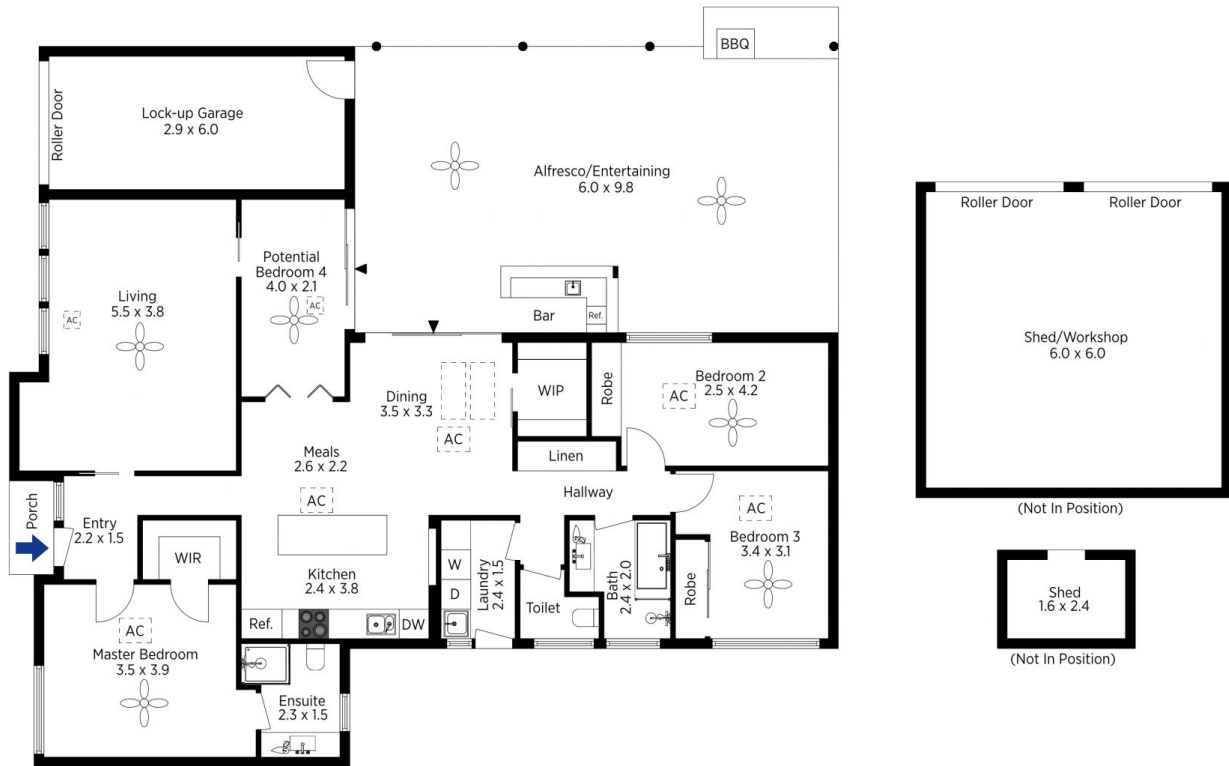 BBQ
Roller Door
Lock-up Garage
2.9 x 6.0
Alfresco/Entertaining
6.0 x 9.8
Roller Door
Roller Door
Potential
Bedroom 4
4.0 x 2.1
AC
Living
5.5 x 3.8
AC
Bar
Ref.
Shed/Workshop
6.0 x 6.0
(Not In Position)
Dining
3.5 x 3.3
AC
WIP
Robe
Bedroom 2
2.5 x 4.2
AC
Meals
2.6 x 2.2
AC
Linen
Hallway
Porch
Entry
2.2 x 1.5
WIR
Kitchen
2.4 x 3.8
Ref.
DW
W
D
Laundry
2.4 x 1.5
Toilet
Bath
2.4 x 2.0
AC
Bedroom 3
3.4 x 3.1
Robe
Shed
1.6 x 2.4
(Not In Position)
AC
Master Bedroom
3.5 x 3.9
Ensuite
2.3 x 1.5